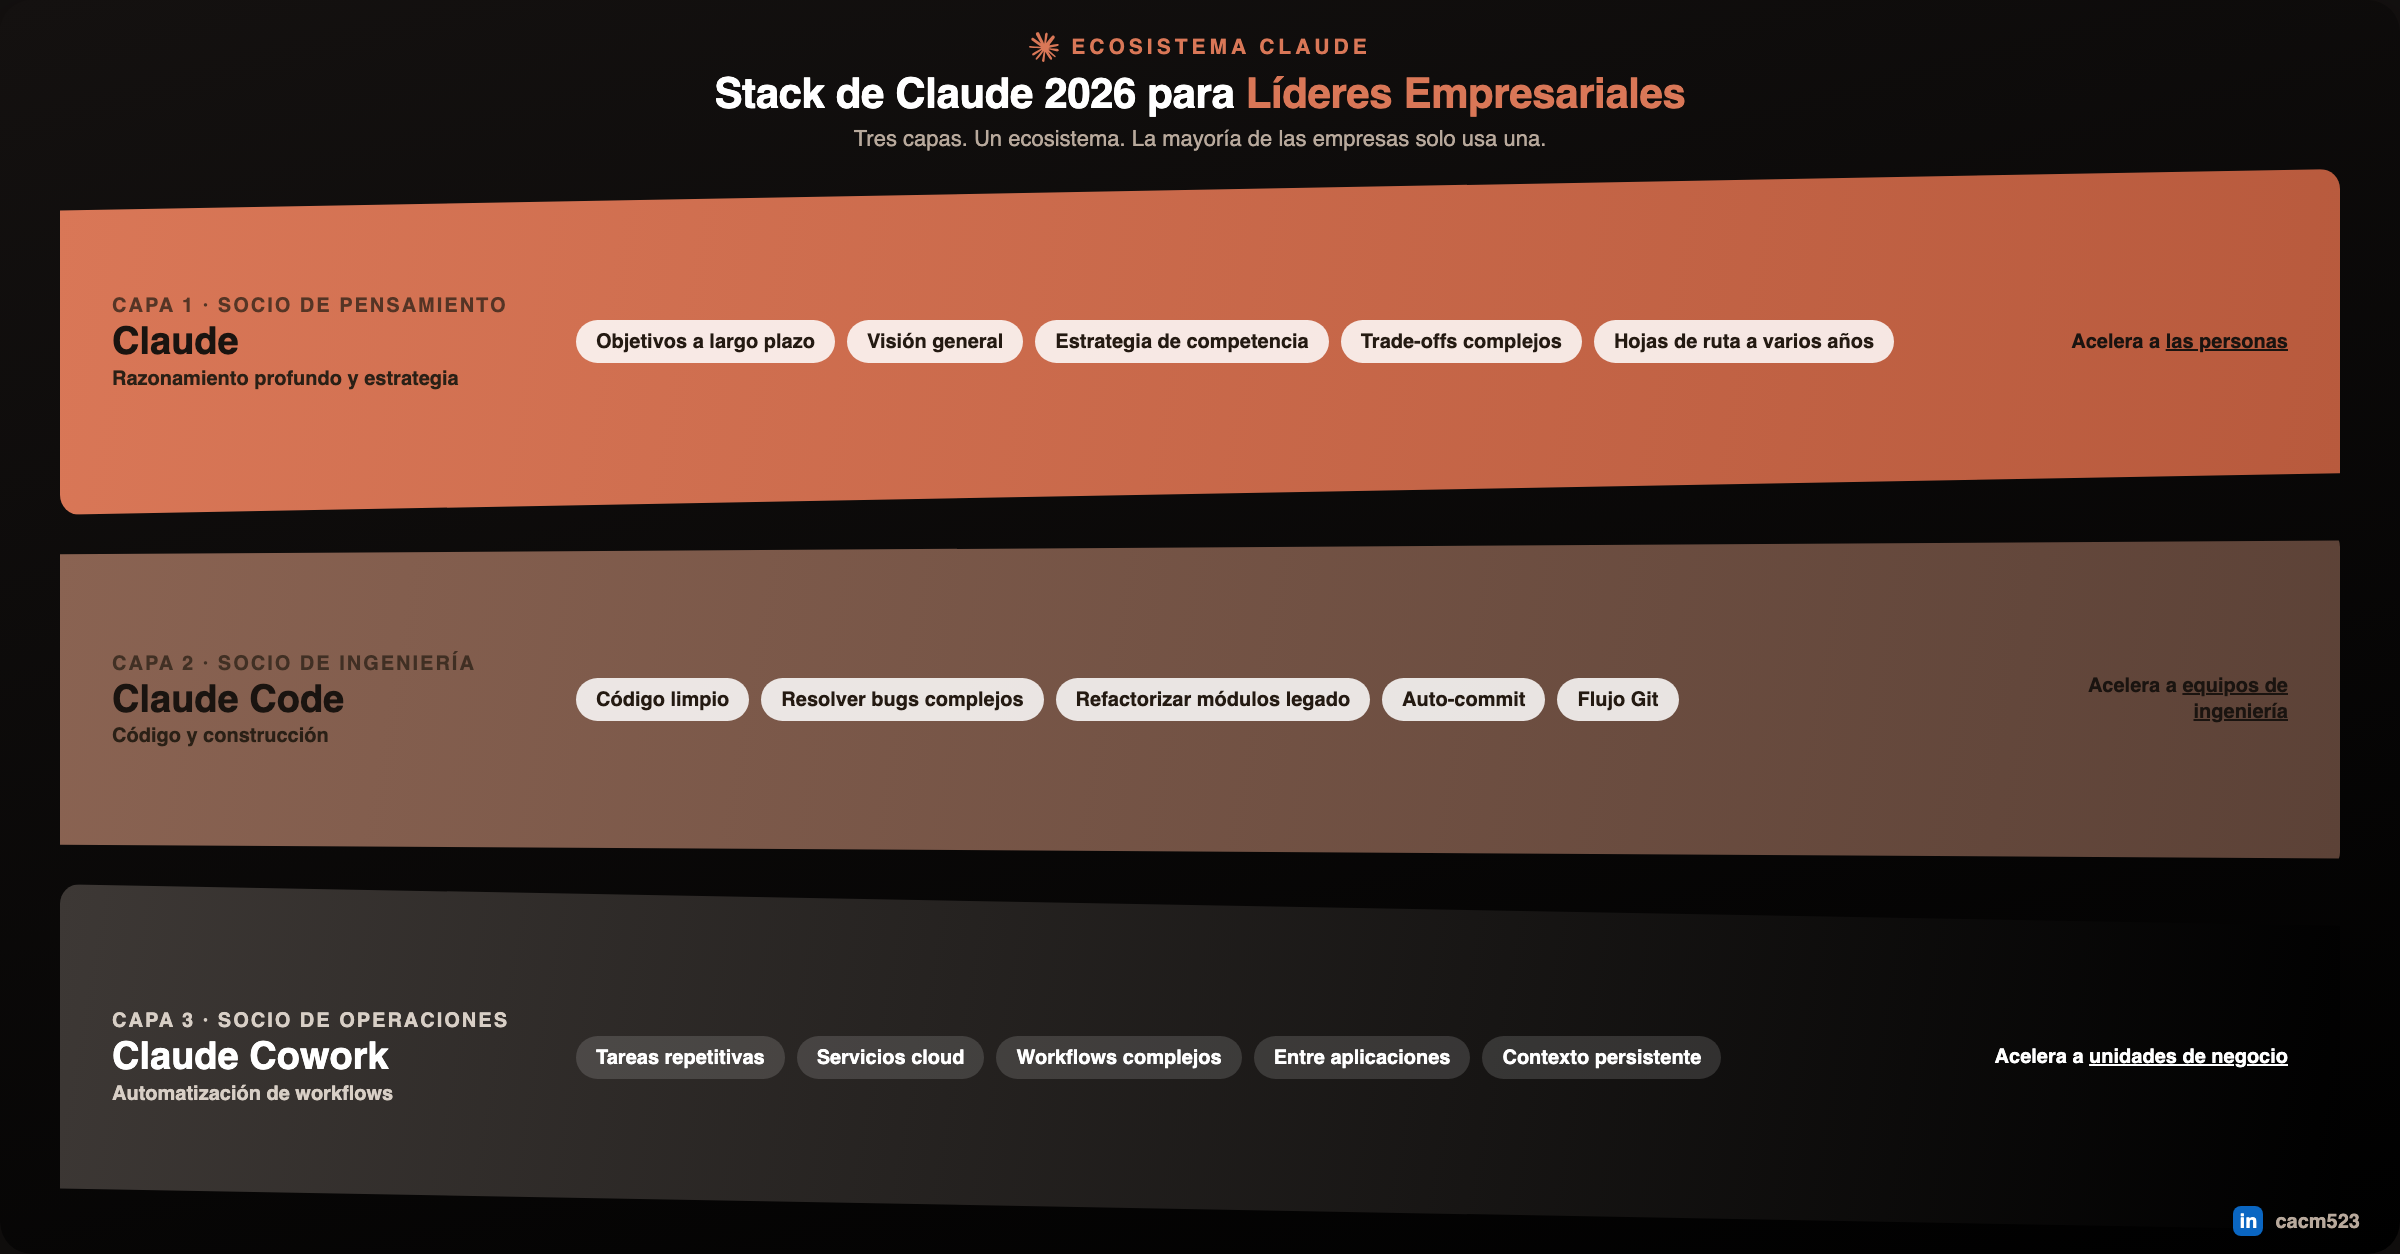 ECOSISTEMA CLAUDE
Stack de Claude 2026 para Líderes Empresariales
Tres capas. Un ecosistema. La mayoría de las empresas solo usa una.
CAPA 1 · SOCIO DE PENSAMIENTO
Claude
Razonamiento profundo y estrategia
Objetivos a largo plazo
Visión general
Estrategia de competencia
Trade-offs complejos
Hojas de ruta a varios años
Acelera a las personas
CAPA 2 · SOCIO DE INGENIERÍA
Claude Code
Código y construcción
Código limpio
Resolver bugs complejos
Refactorizar módulos legado
Auto-commit
Flujo Git
Acelera a equipos de
ingeniería
CAPA 3 · SOCIO DE OPERACIONES
Claude Cowork
Automatización de workflows
Tareas repetitivas
Servicios cloud
Workflows complejos
Entre aplicaciones
Contexto persistente
Acelera a unidades de negocio
in cacm523